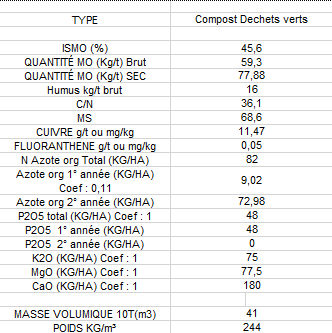 TYPE Compost Dechets verts
ISMO (%) 45,6
QUANTITÉ MO (Kg/t) Brut 59,3
QUANTITÉ MO (Kg/t) SEC 77,88
Humus kg/t brut 16
C/N 36,1
MS 68,6
CUIVRE g/t ou mg/kg 11,47
FLUORANTHENE g/t ou mg/kg 0,05
N Azote org Total (KG/HA) 82
Azote org 1° année (KG/HA)
Coef : 0,11 9,02
Azote org 2° année (KG/HA) 72,98
P2O5 total (KG/HA) Coef : 1 48
P2O5 1° année (KG/HA) 48
P2O5 2° année (KG/HA) 0
K2O (KG/HA) Coef : 1 75
MgO (KG/HA) Coef : 1 77,5
CaO (KG/HA) Coef : 1 180
MASSE VOLUMIQUE 10T(m3) 41
POIDS KG/m³ 244